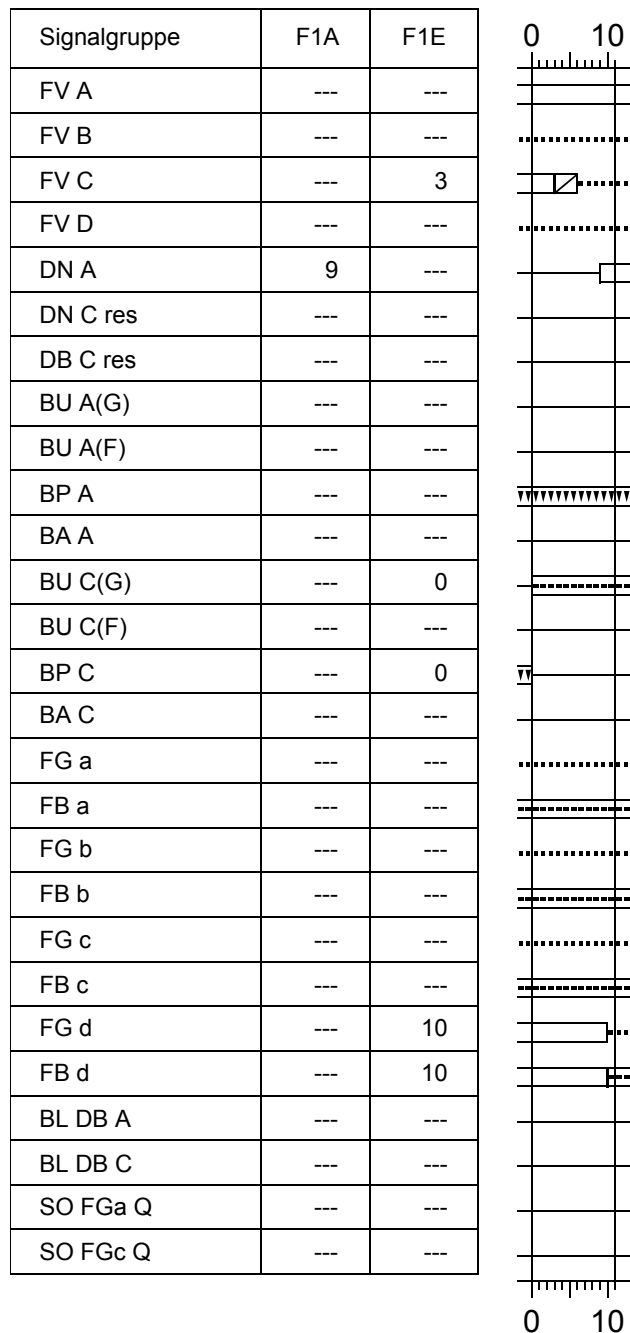 Signalgruppe F1A F1E 0 10
FV A --- ---
FV B --- ---
FV C --- 3
FV D --- ---
DN A 9 ---
DN C res --- ---
DB C res --- ---
BU A(G) --- ---
BU A(F) --- ---
BP A --- ---
BA A --- ---
BU C(G) --- 0
BU C(F) --- ---
BP C --- 0
BA C --- ---
FG a --- ---
FB a --- ---
FG b --- ---
FB b --- ---
FG c --- ---
FB c --- ---
FG d --- 10
FB d --- 10
BL DB A --- ---
BL DB C --- ---
SO FGa Q --- ---
SO FGc Q --- ---
0 10